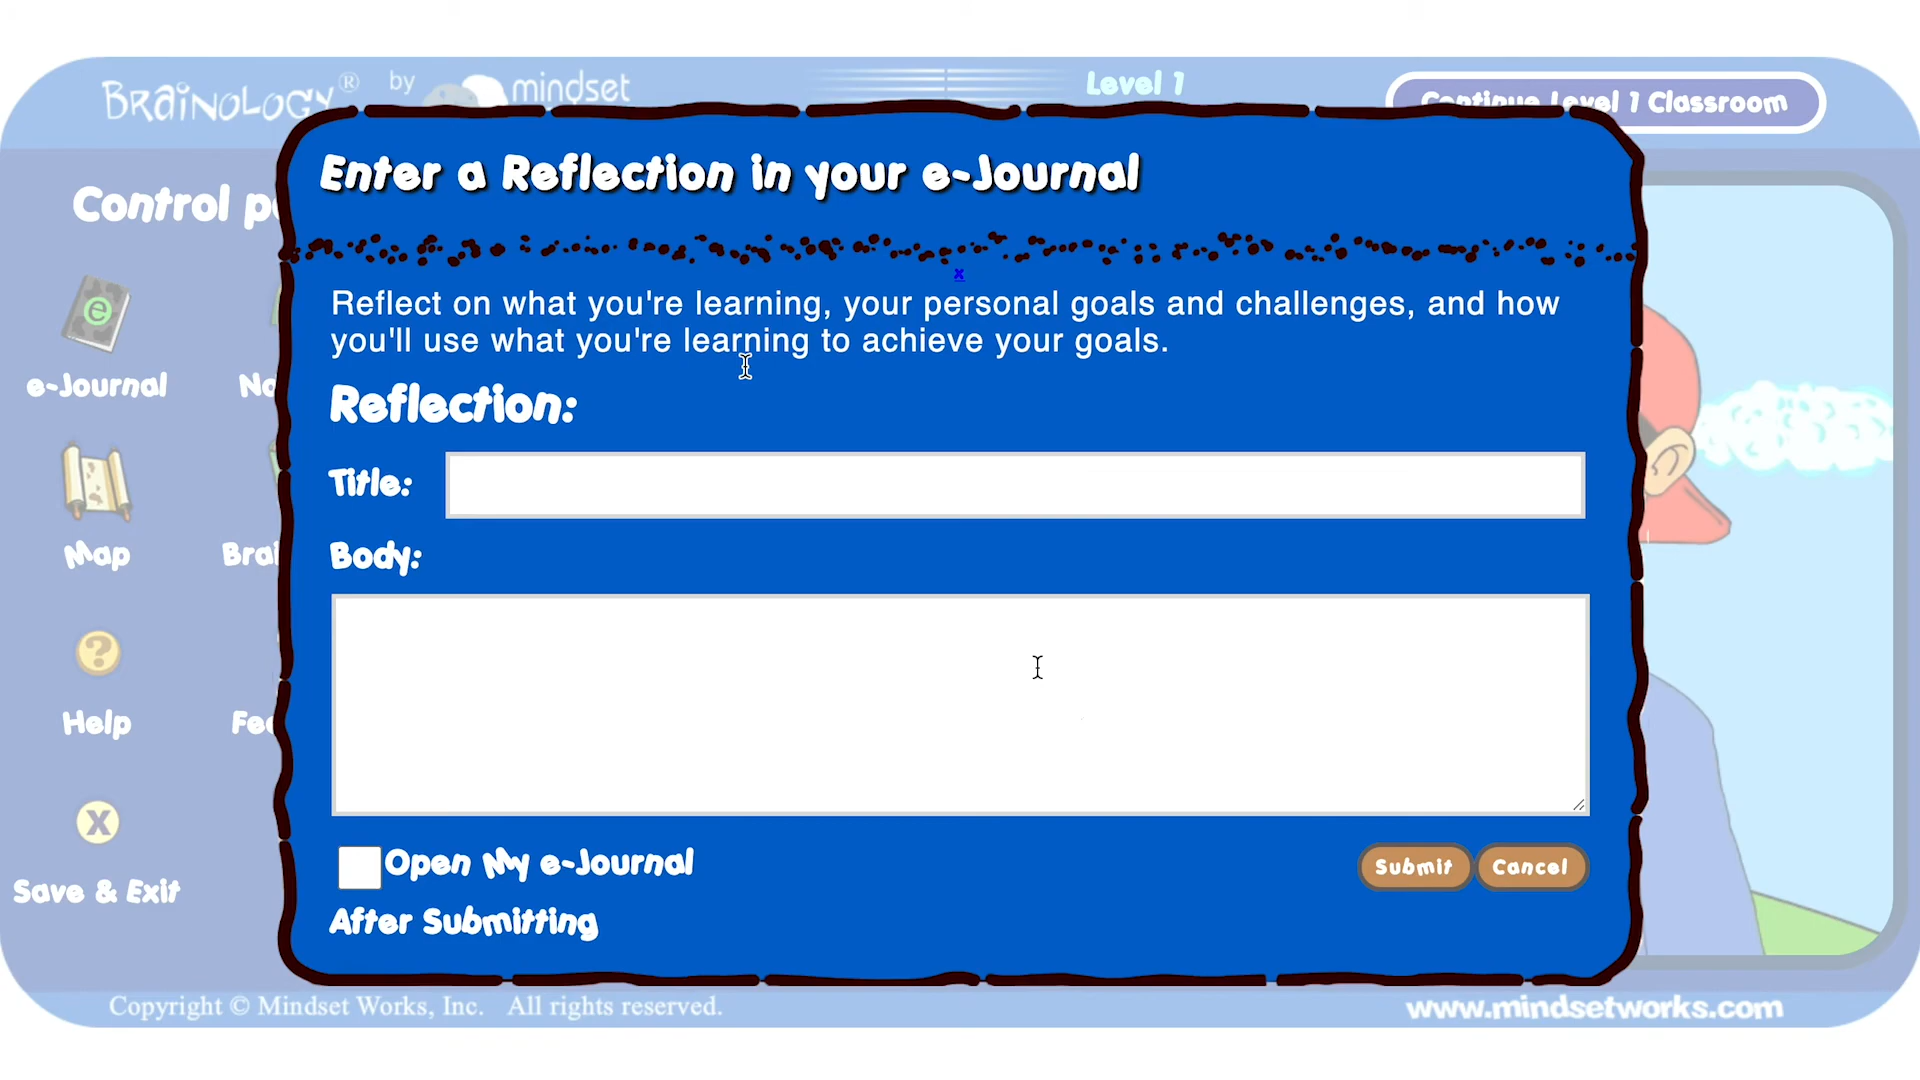 Brainology® by mindset
Level 1
Continue Level 1 Classroom
Enter a Reflection in your e-Journal
Control
x
Reflect on what you're learning, your personal goals and challenges, and how
you'll use what you're learning to achieve your goals.
e-Journal
Reflection:
Title:
Map
Body:
Help
Save & Exit
Open My e-Journal
After Submitting
Submit
Cancel
Copyright © Mindset Works, Inc. All rights reserved.
www.mindsetworks.com